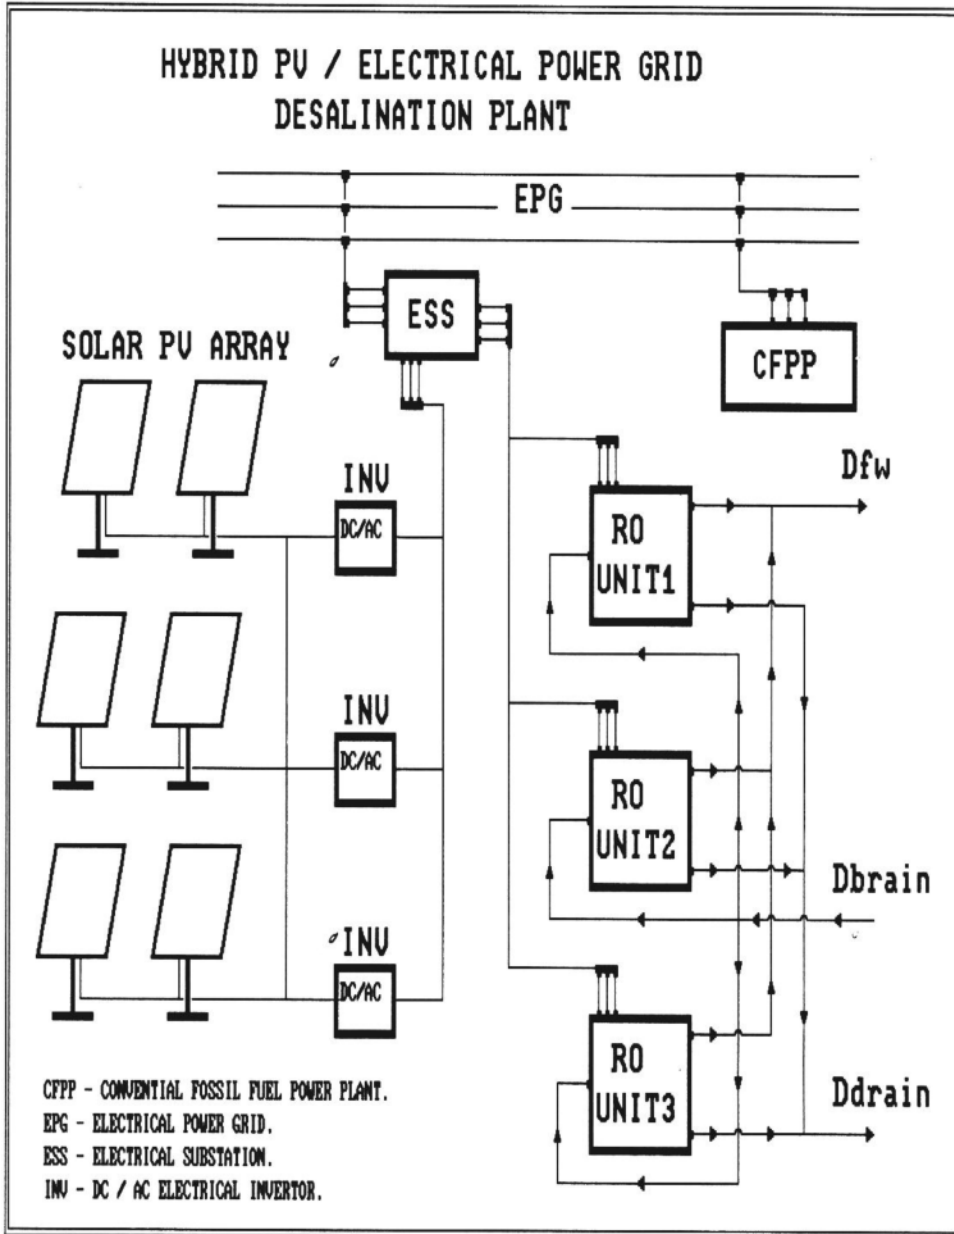 HYBRID PV / ELECTRICAL POWER GRID
DESALINATION PLANT
EPG
ESS
CFPP
SOLAR PV ARRAY
INV
DC/AC
INV
DC/AC
INV
DC/AC
RO
UNIT1
RO
UNIT2
RO
UNIT3
Dfw
Dbrain
Ddrain
CFPP - CONVENTIAL FOSSIL FUEL POWER PLANT.
EPG - ELECTRICAL POWER GRID.
ESS - ELECTRICAL SUBSTATION.
INV - DC / AC ELECTRICAL INVERTOR.